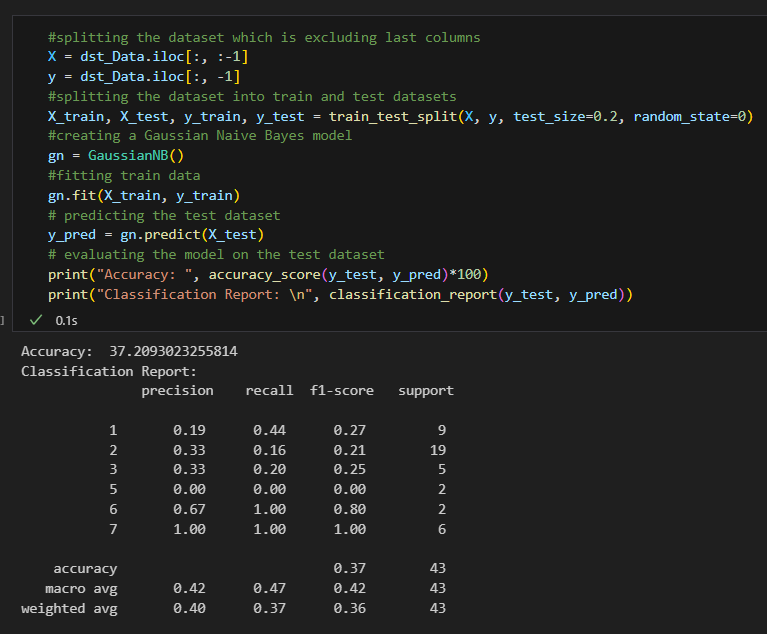 #splitting the dataset which is excluding last columns
X = dst_Data.iloc[:, :-1]
y = dst_Data.iloc[:, -1]
#splitting the dataset into train and test datasets
X_train, X_test, y_train, y_test = train_test_split(X, y, test_size=0.2, random_state=0)
#creating a Gaussian Naive Bayes model
gn = GaussianNB()
#fitting train data
gn.fit(X_train, y_train)
# predicting the test dataset
y_pred = gn.predict(X_test)
# evaluating the model on the test dataset
print("Accuracy: ", accuracy_score(y_test, y_pred)*100)
print("Classification Report: \n", classification_report(y_test, y_pred))
] ✓ 0.1s
Accuracy:  37.2093023255814
Classification Report:
precision    recall  f1-score   support
1       0.19      0.44      0.27         9
2       0.33      0.16      0.21        19
3       0.33      0.20      0.25         5
5       0.00      0.00      0.00         2
6       0.67      1.00      0.80         2
7       1.00      1.00      1.00         6
accuracy                           0.37        43
macro avg       0.42      0.47      0.42        43
weighted avg       0.40      0.37      0.36        43